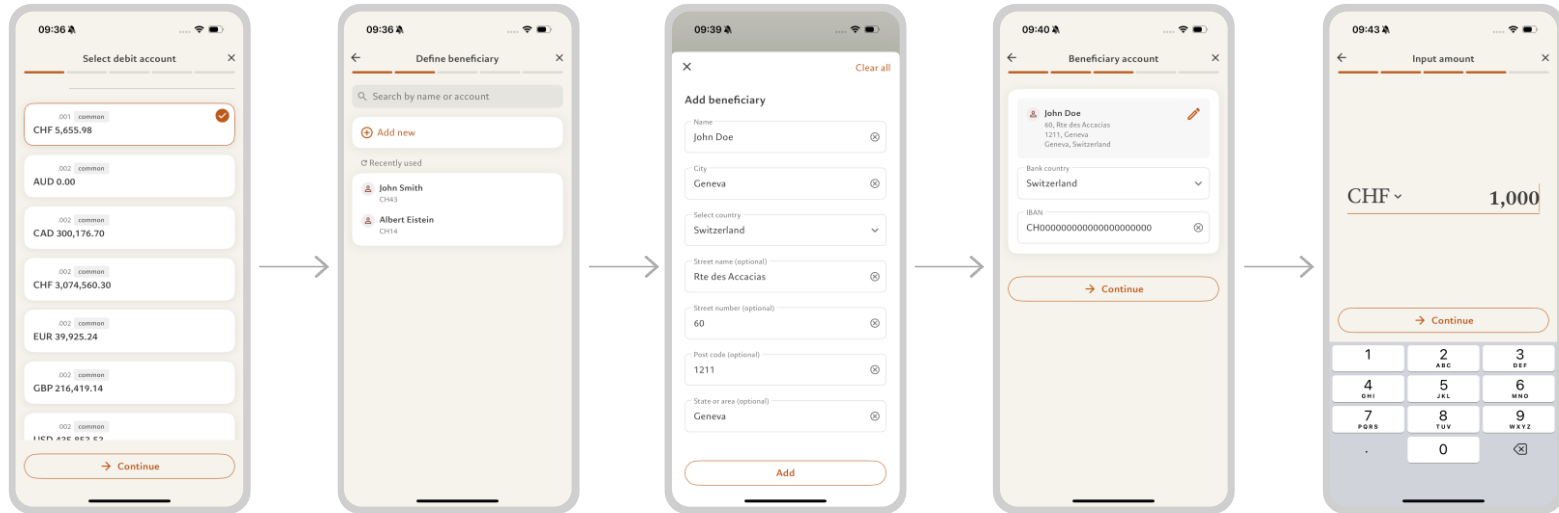 09:36
Select debit account
.001 common
CHF 5,655.98
.002 common
AUD 0.00
.002 common
CAD 300,176.70
.002 common
CHF 3,074,560.30
.002 common
EUR 39,925.24
.002 common
GBP 216,419.14
.002 common
USD 435,853.53
Continue
09:36
Define beneficiary
Search by name or account
Add new
Recently used
John Smith
CH43
Albert Eistein
CH14
09:39
Clear all
Add beneficiary
Name
John Doe
City
Geneva
Select country
Switzerland
Street name (optional)
Rte des Accacias
Street number (optional)
60
Post code (optional)
1211
State or area (optional)
Geneva
Add
09:40
Beneficiary account
John Doe
60, Rte des Accacias
1211, Geneva
Geneva, Switzerland
Bank country
Switzerland
IBAN
CH0000000000000000000
Continue
09:43
Input amount
CHF 1,000
Continue
1 2 3
ABC DEF
4 5 6
GHI JKL MNO
7 8 9
PQRS TUV WXYZ
. 0